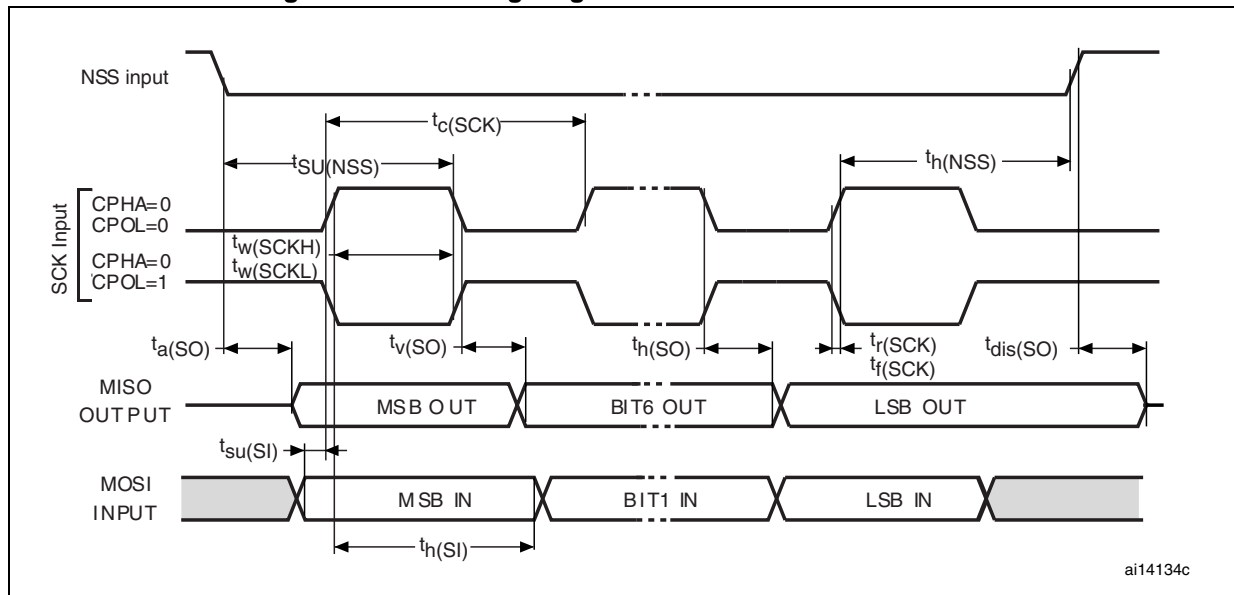 NSS input
tc(SCK)
tSU(NSS)
th(NSS)
SCK Input
CPHA=0
CPOL=0
tw(SCKH)
CPHA=0
tw(SCKL)
CPOL=1
ta(SO)
tv(SO)
th(SO)
tr(SCK)
tf(SCK)
tdis(SO)
MISO
OUTPUT
MSB OUT
BIT6 OUT
LSB OUT
tsu(SI)
MOSI
INPUT
MSB IN
BIT1 IN
LSB IN
th(SI)
ai14134c